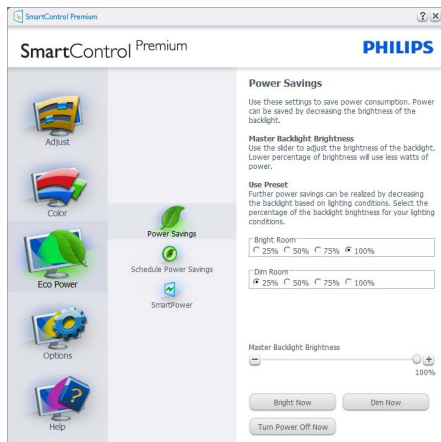 SmartControl Premium
? X
SmartControl Premium
PHILIPS
Adjust
Color
Eco Power
Options
Help
Power Savings
Schedule Power Savings
SmartPower
Power Savings
Use these settings to save power consumption. Power
can be saved by decreasing the brightness of the
backlight.
Master Backlight Brightness
Use the slider to adjust the brightness of the backlight.
Lower percentage of brightness will use less watts of
power.
Use Preset
Further power savings can be realized by decreasing
the backlight based on lighting conditions. Select the
percentage of the backlight brightness for your lighting
conditions.
Bright Room
25% 50% 75% 100%
Dim Room
25% 50% 75% 100%
Master Backlight Brightness
- +
100%
Bright Now Dim Now
Turn Power Off Now